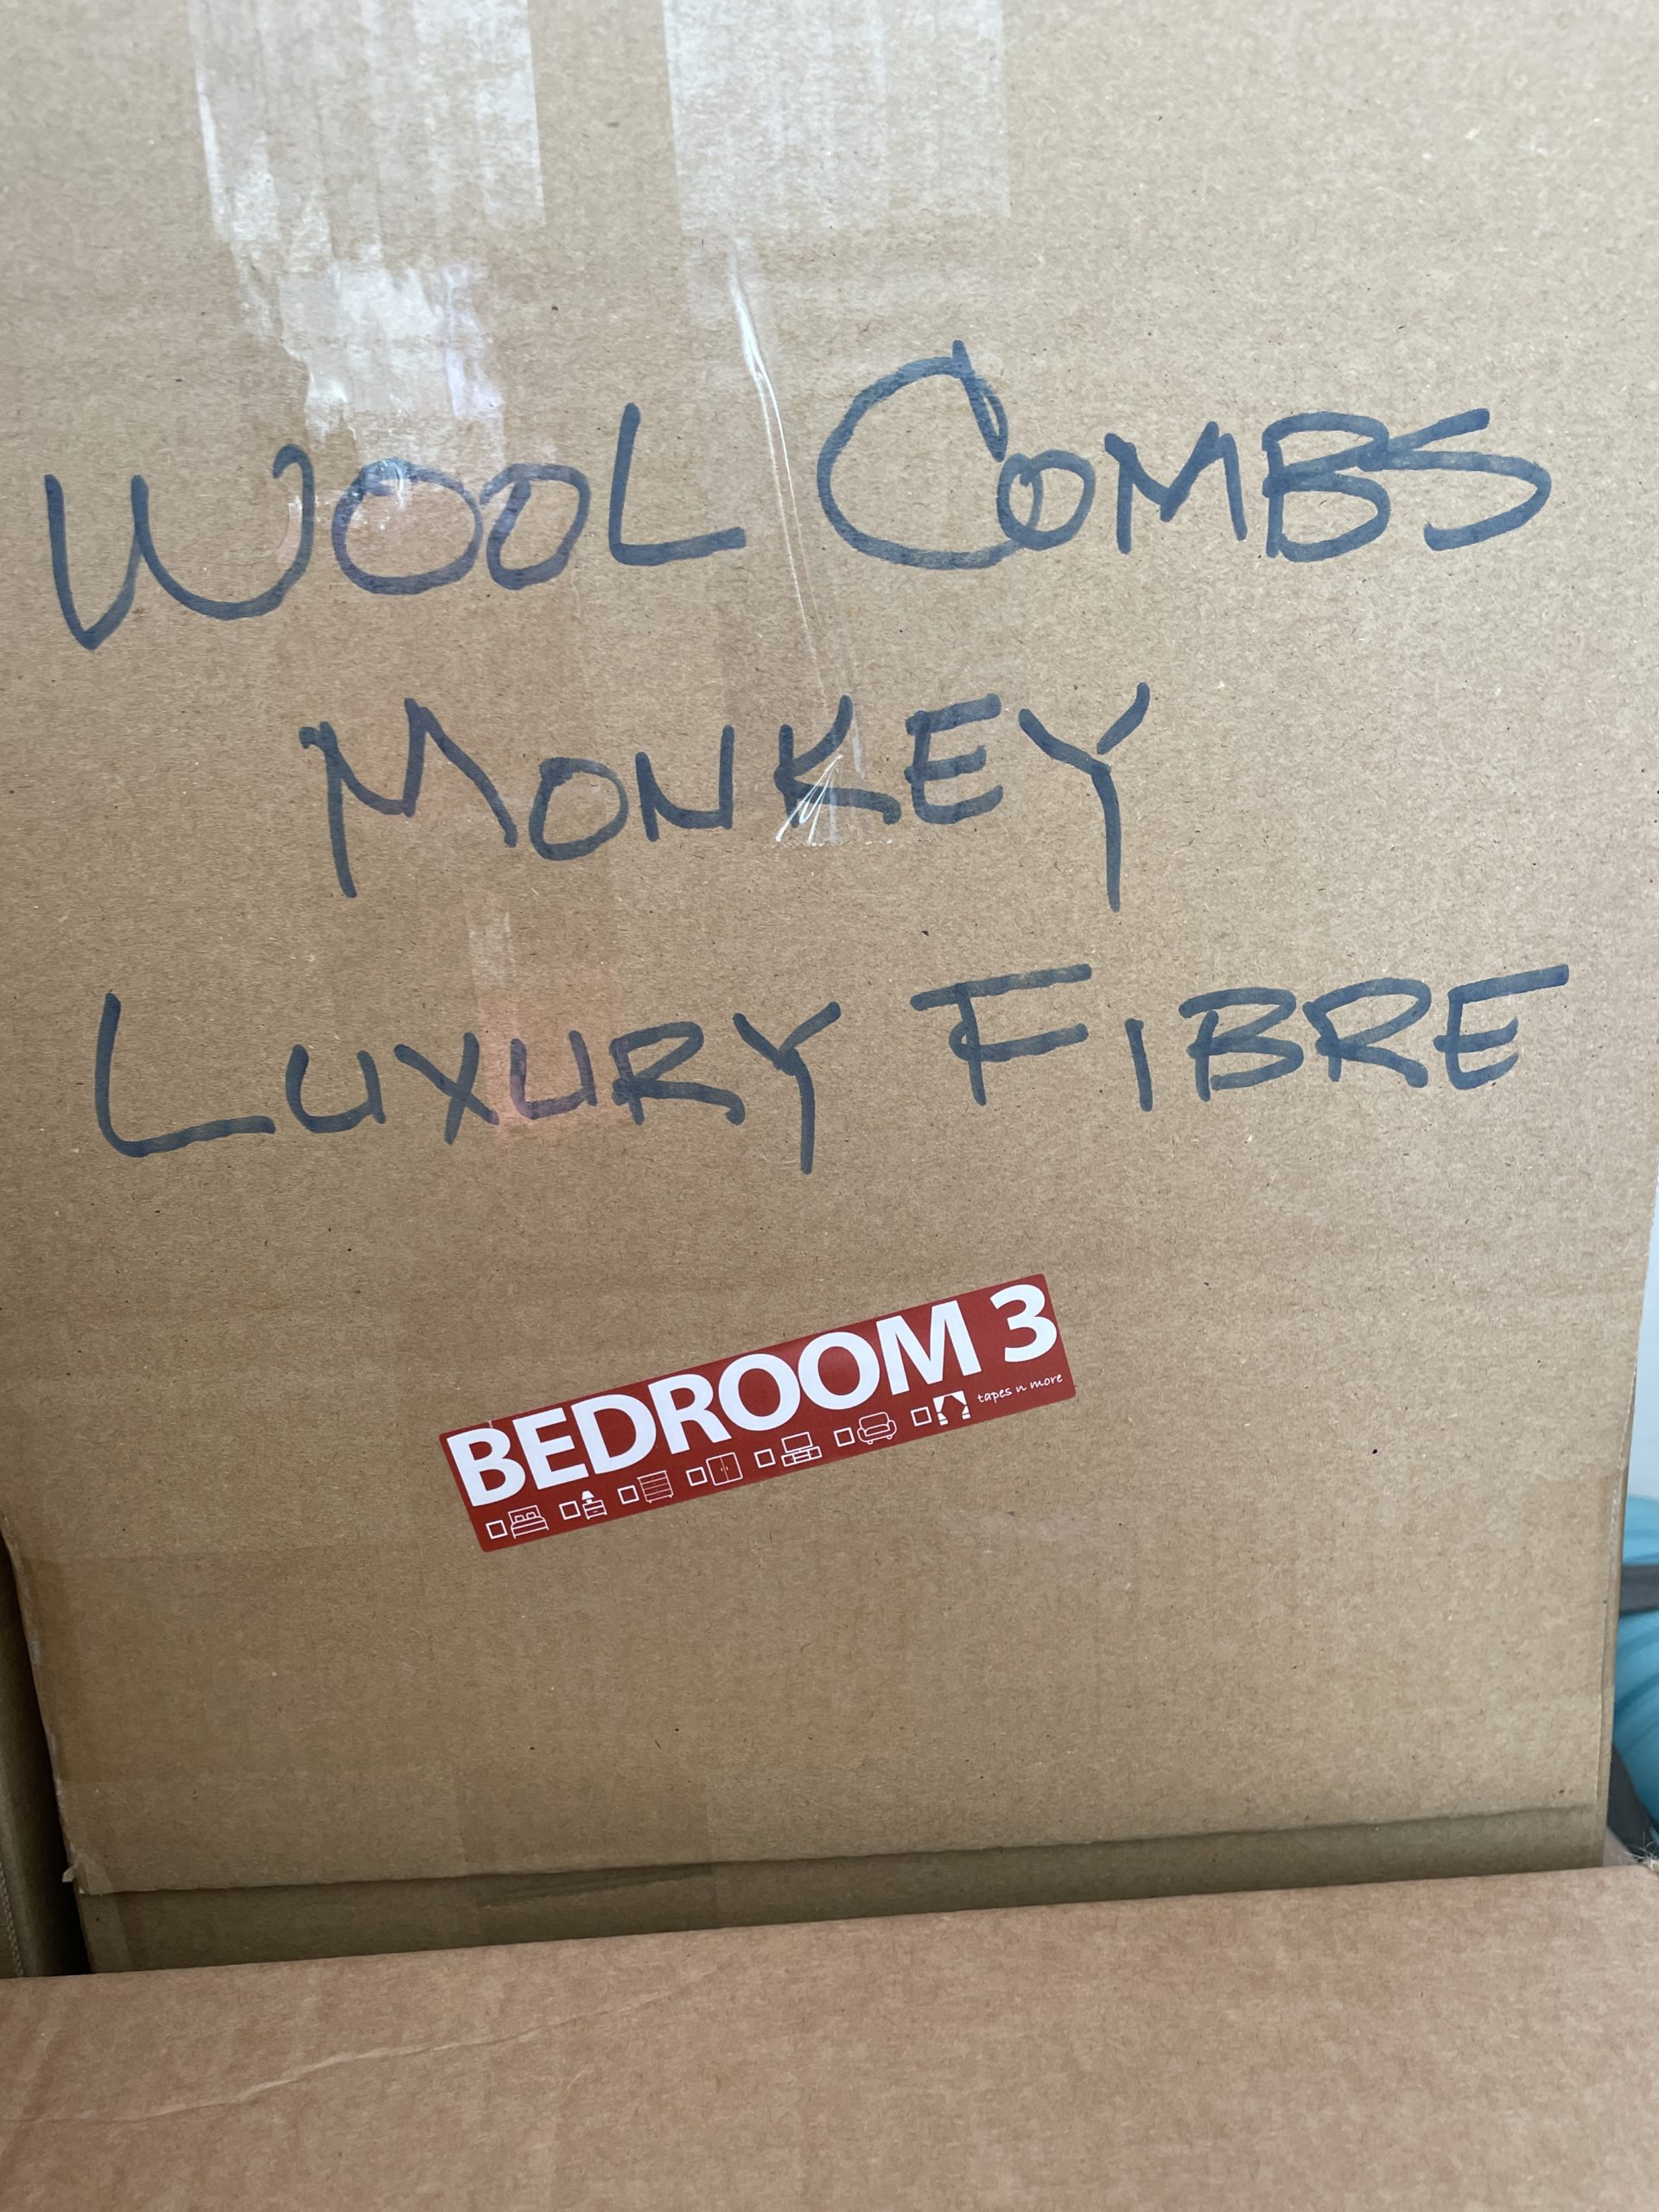 WOOL COMBS
MONKEY
LUXURY FIBRE
BEDROOM 3
tapes n more